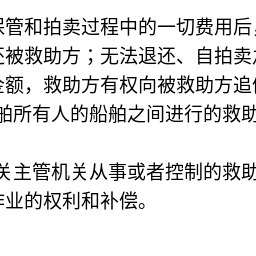 保管和拍卖过程中的一切费用后，
还被救助方；无法退还、自拍卖
金额，救助方有权向被救助方追
舶所有人的船舶之间进行的救助
关主管机关从事或者控制的救助
作业的权利和补偿。